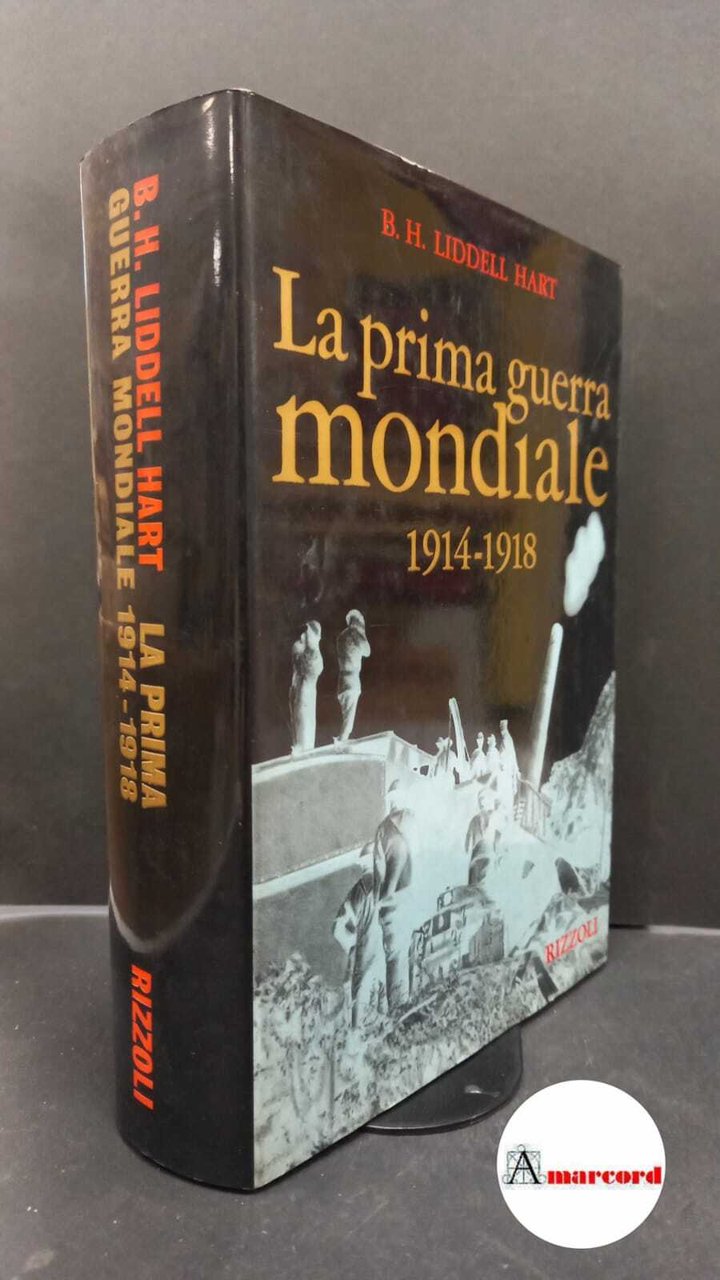 B. H. LIDDELL HART LA PRIMA
GUERRA MONDIALE 1914-1918
RIZZOLI
B. H. LIDDELL HART
La prima guerra
mondiale
1914-1918
RIZZOLI
Amarcord